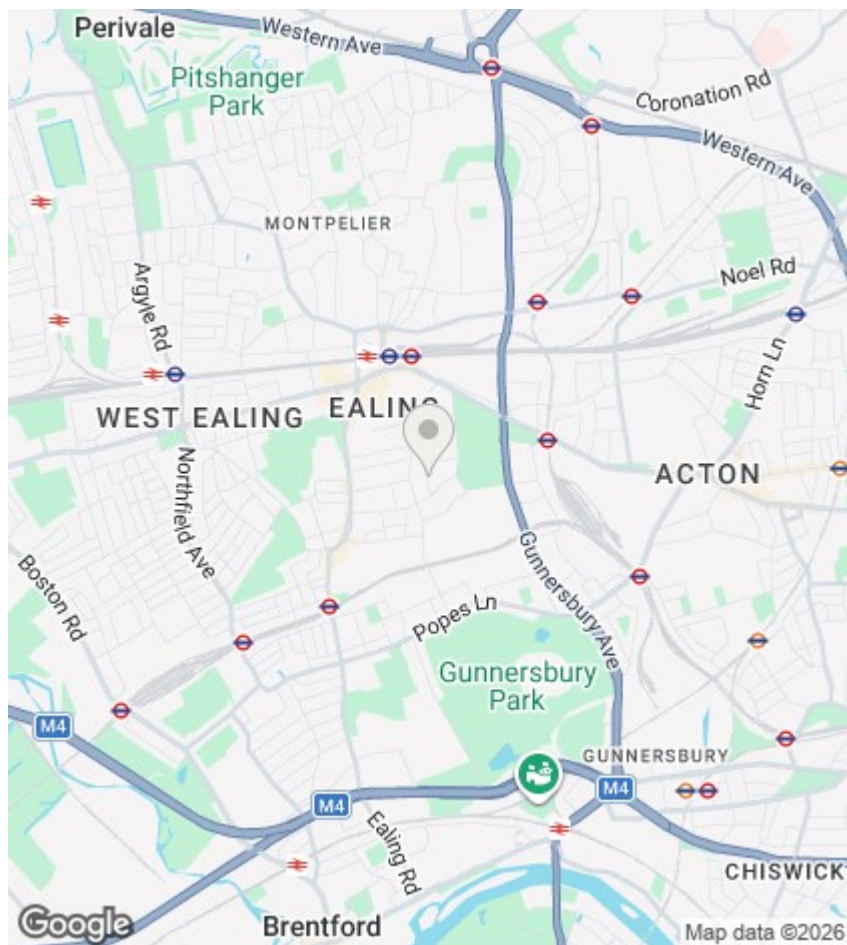 Perivale
Western Ave
Pitshanger
Park
Coronation Rd
Western Ave
MONTPELIER
Argyle Rd
Noel Rd
Horn Ln
WEST EALING
EALING
ACTON
Northfield Ave
Gunnersbury Ave
Boston Rd
Popes Ln
Gunnersbury
Park
M4
GUNNERSBURY
M4
M4
Ealing Rd
CHISWICK
Brentford
Google
Map data ©2026